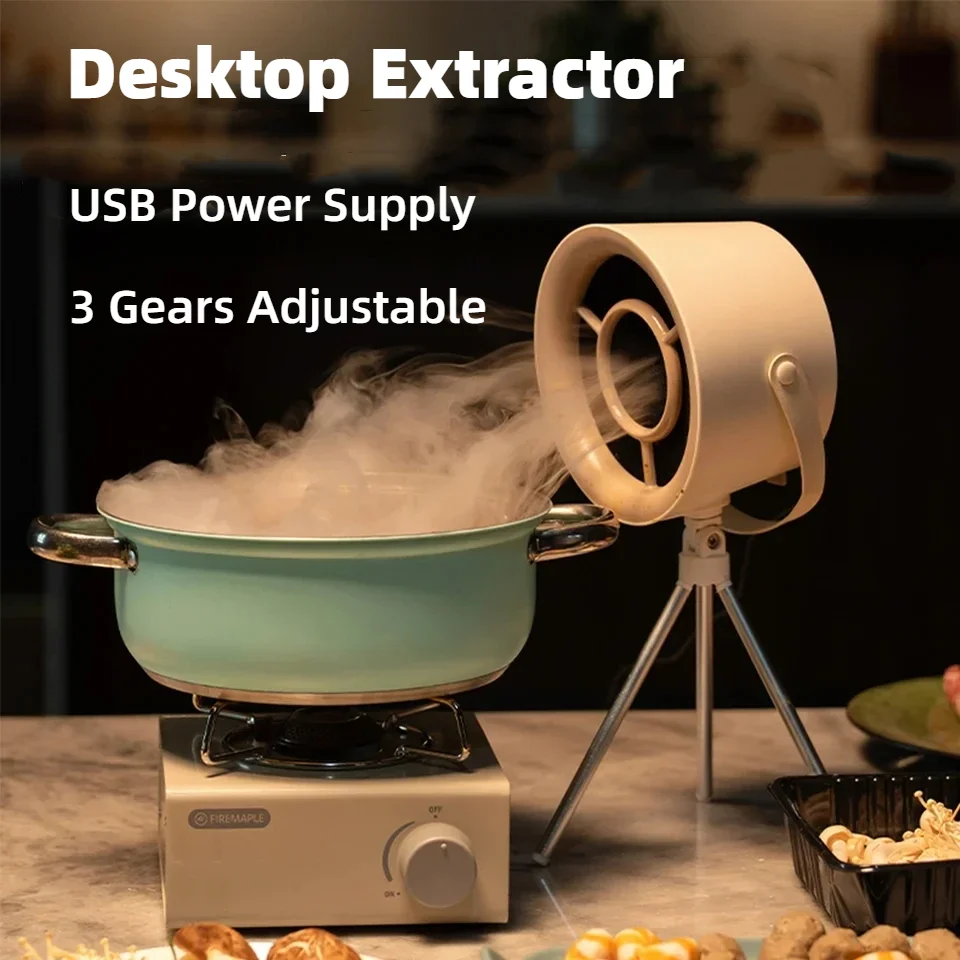 Desktop Extractor
USB Power Supply
3 Gears Adjustable
FIREMAPLE
OFF
ON